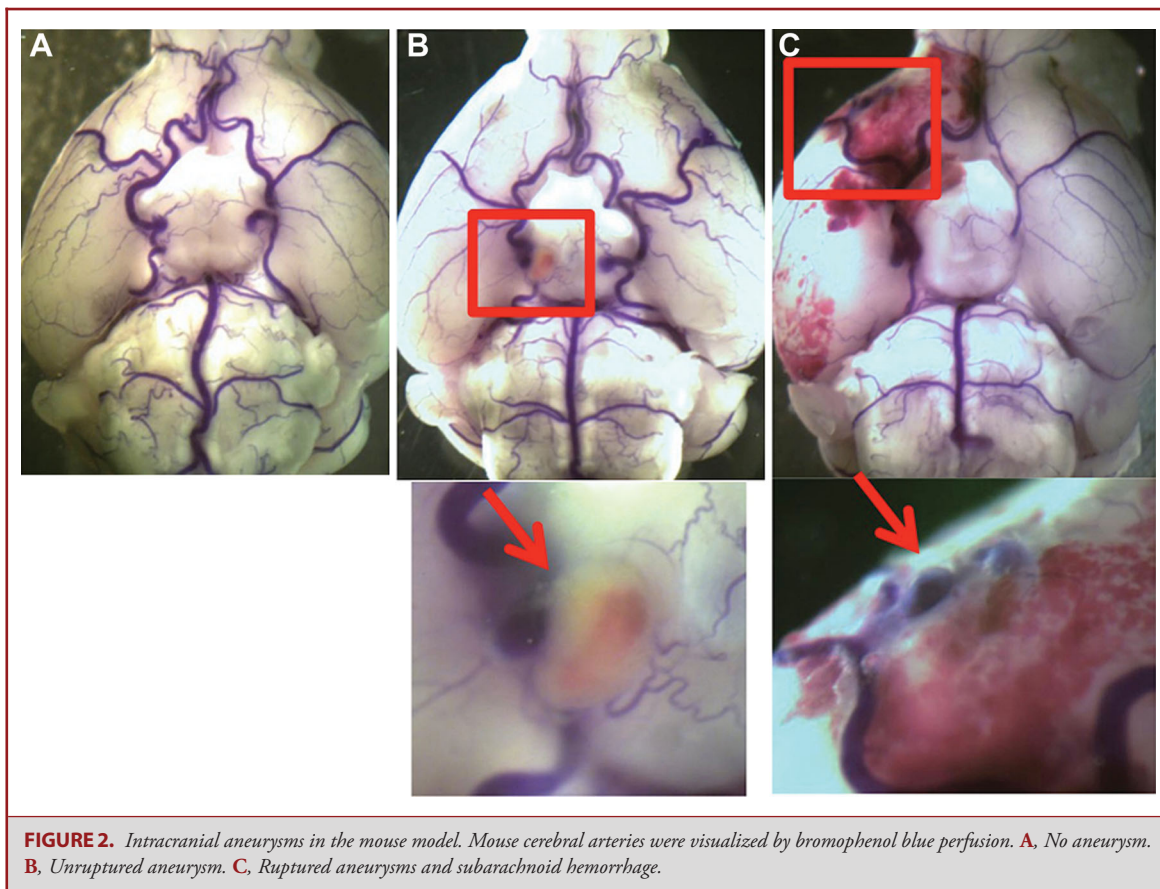 A
B
C
FIGURE 2. Intracranial aneurysms in the mouse model. Mouse cerebral arteries were visualized by bromophenol blue perfusion. A, No aneurysm.
B, Unruptured aneurysm. C, Ruptured aneurysms and subarachnoid hemorrhage.